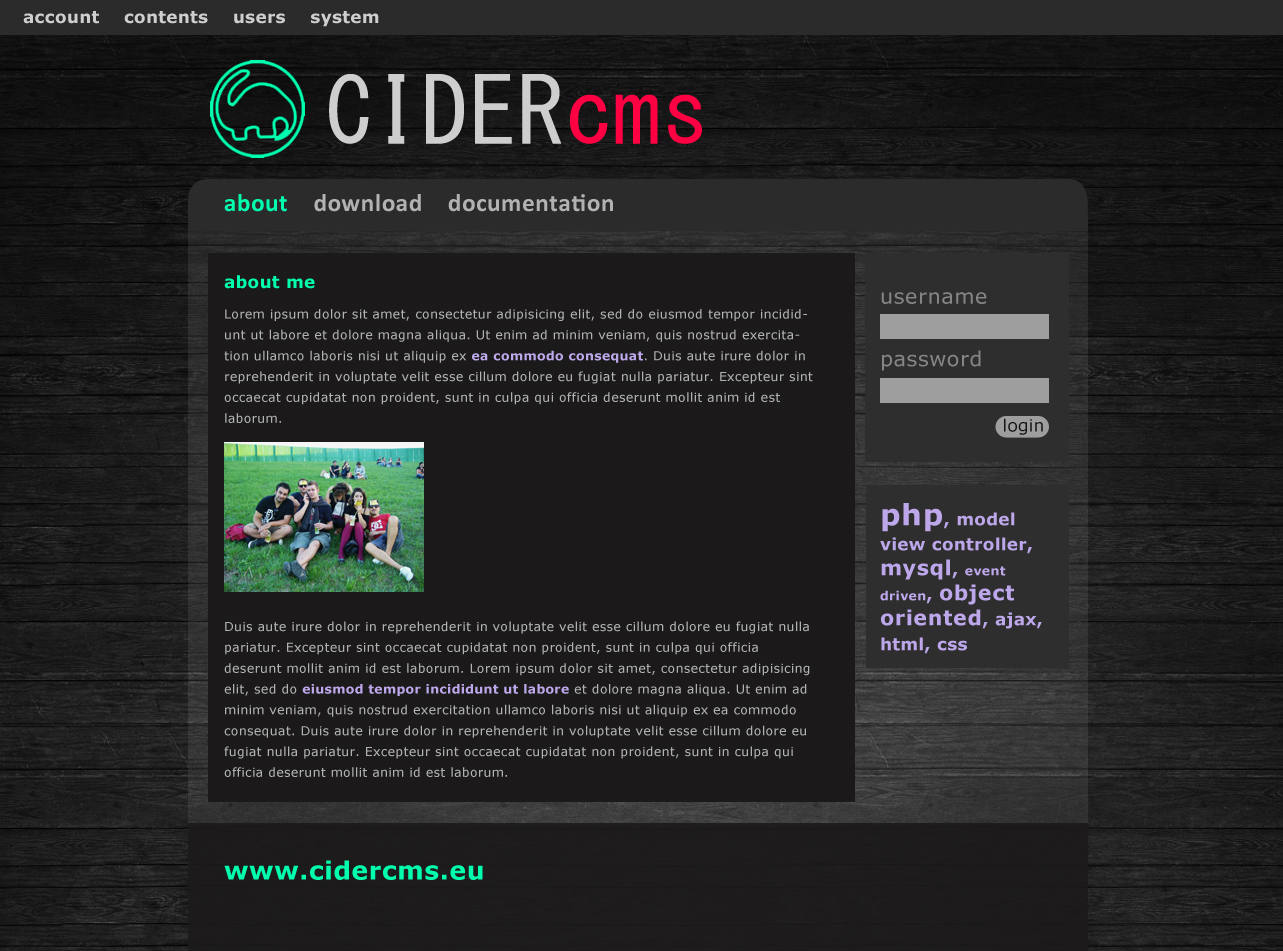 account contents users system
CIDERcms
about download documentation
about me
Lorem ipsum dolor sit amet, consectetur adipisicing elit, sed do eiusmod tempor incidid-
unt ut labore et dolore magna aliqua. Ut enim ad minim veniam, quis nostrud exercita-
tion ullamco laboris nisi ut aliquip ex ea commodo consequat. Duis aute irure dolor in
reprehenderit in voluptate velit esse cillum dolore eu fugiat nulla pariatur. Excepteur sint
occaecat cupidatat non proident, sunt in culpa qui officia deserunt mollit anim id est
laborum.
Duis aute irure dolor in reprehenderit in voluptate velit esse cillum dolore eu fugiat nulla
pariatur. Excepteur sint occaecat cupidatat non proident, sunt in culpa qui officia
deserunt mollit anim id est laborum. Lorem ipsum dolor sit amet, consectetur adipisicing
elit, sed do eiusmod tempor incididunt ut labore et dolore magna aliqua. Ut enim ad
minim veniam, quis nostrud exercitation ullamco laboris nisi ut aliquip ex ea commodo
consequat. Duis aute irure dolor in reprehenderit in voluptate velit esse cillum dolore eu
fugiat nulla pariatur. Excepteur sint occaecat cupidatat non proident, sunt in culpa qui
officia deserunt mollit anim id est laborum.
username
password
login
php, model
view controller,
mysql, event
driven, object
oriented, ajax,
html, css
www.cidercms.eu